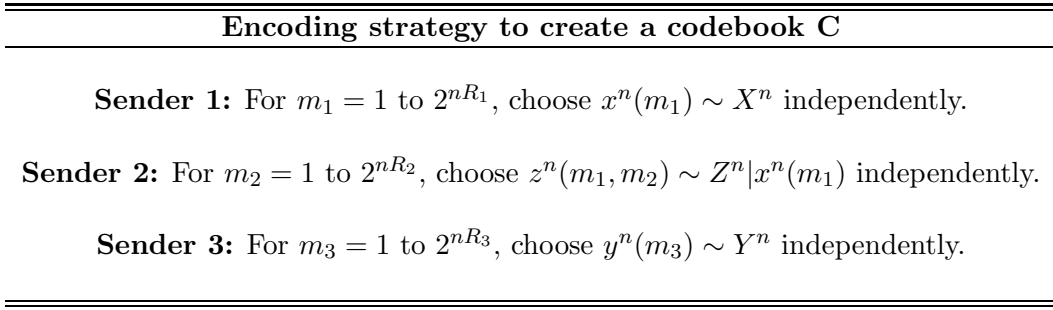 Encoding strategy to create a codebook C
Sender 1: For m₁ = 1 to 2^{nR₁}, choose xⁿ(m₁) ∼ Xⁿ independently.
Sender 2: For m₂ = 1 to 2^{nR₂}, choose zⁿ(m₁, m₂) ∼ Zⁿ|xⁿ(m₁) independently.
Sender 3: For m₃ = 1 to 2^{nR₃}, choose yⁿ(m₃) ∼ Yⁿ independently.